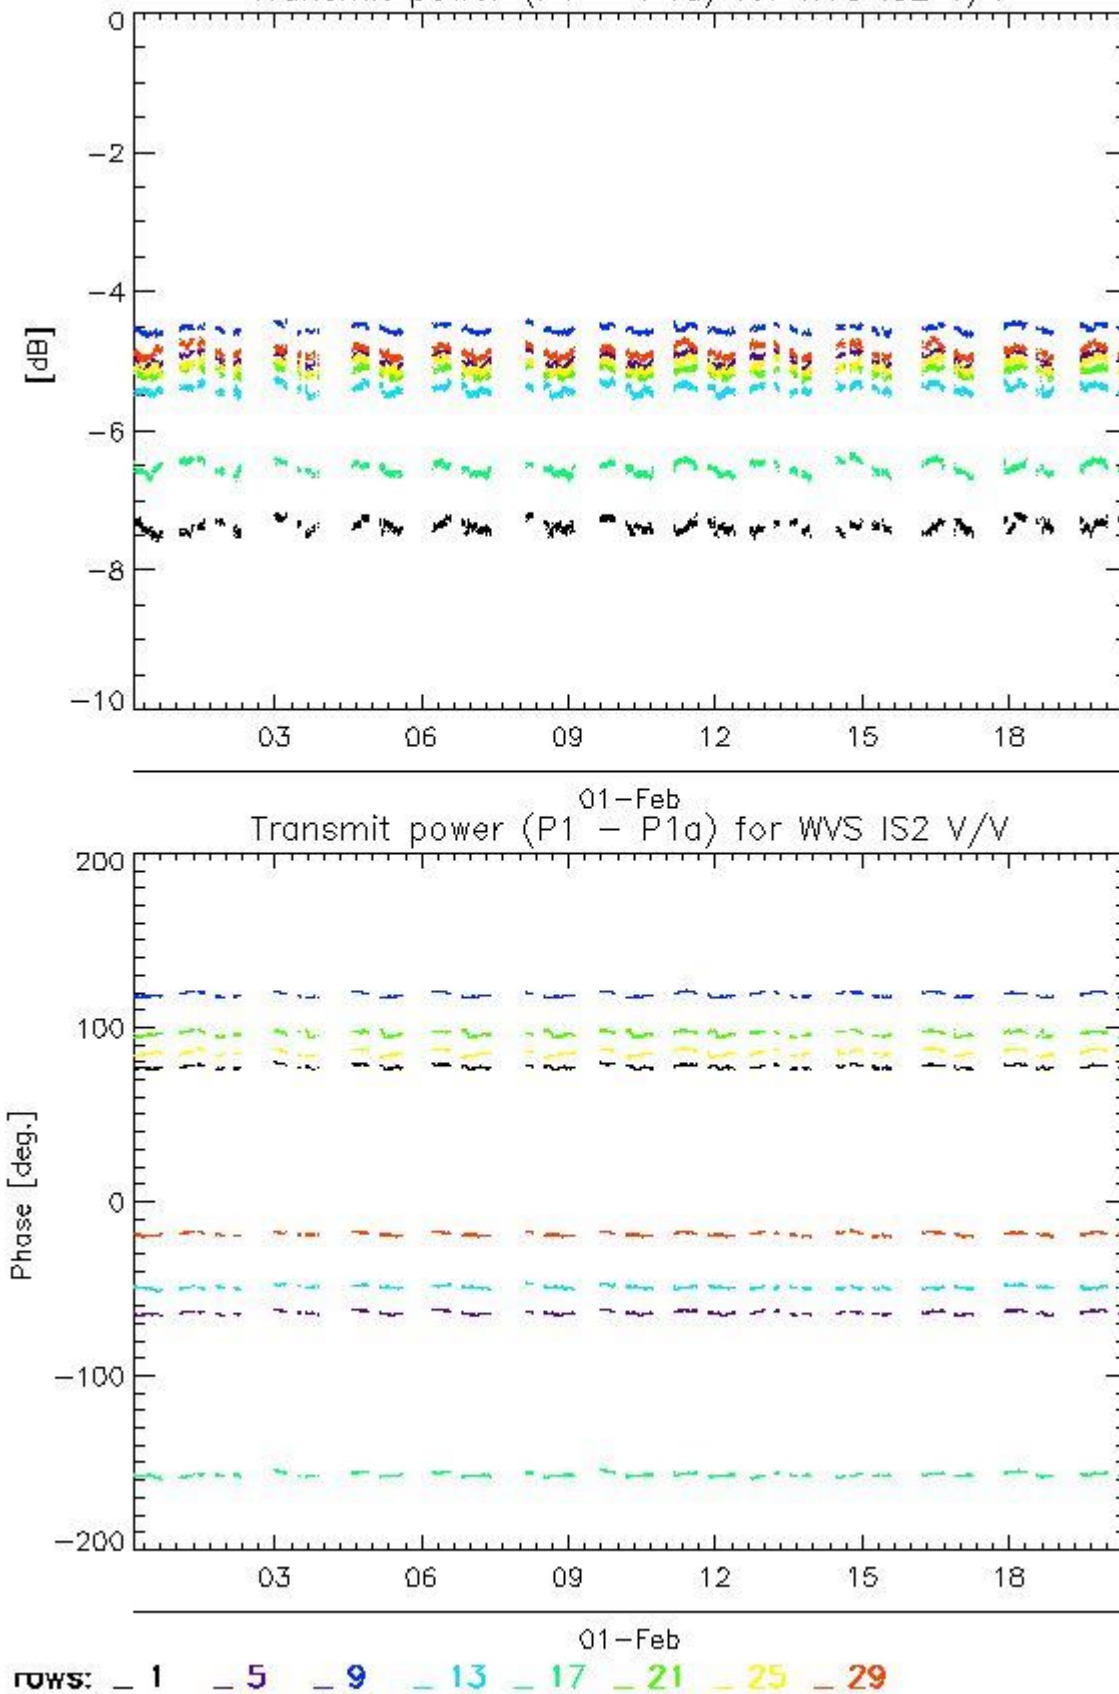 0
−2
−4
[dB]
−6
−8
−10
03 06 09 12 15 18
01−Feb
Transmit power (P1 − P1a) for WVS IS2 V/V
200
100
Phase [deg.]
0
−100
−200
03 06 09 12 15 18
01−Feb
rows: _ 1 _ 5 _ 9 _ 13 _ 17 _ 21 _ 25 _ 29